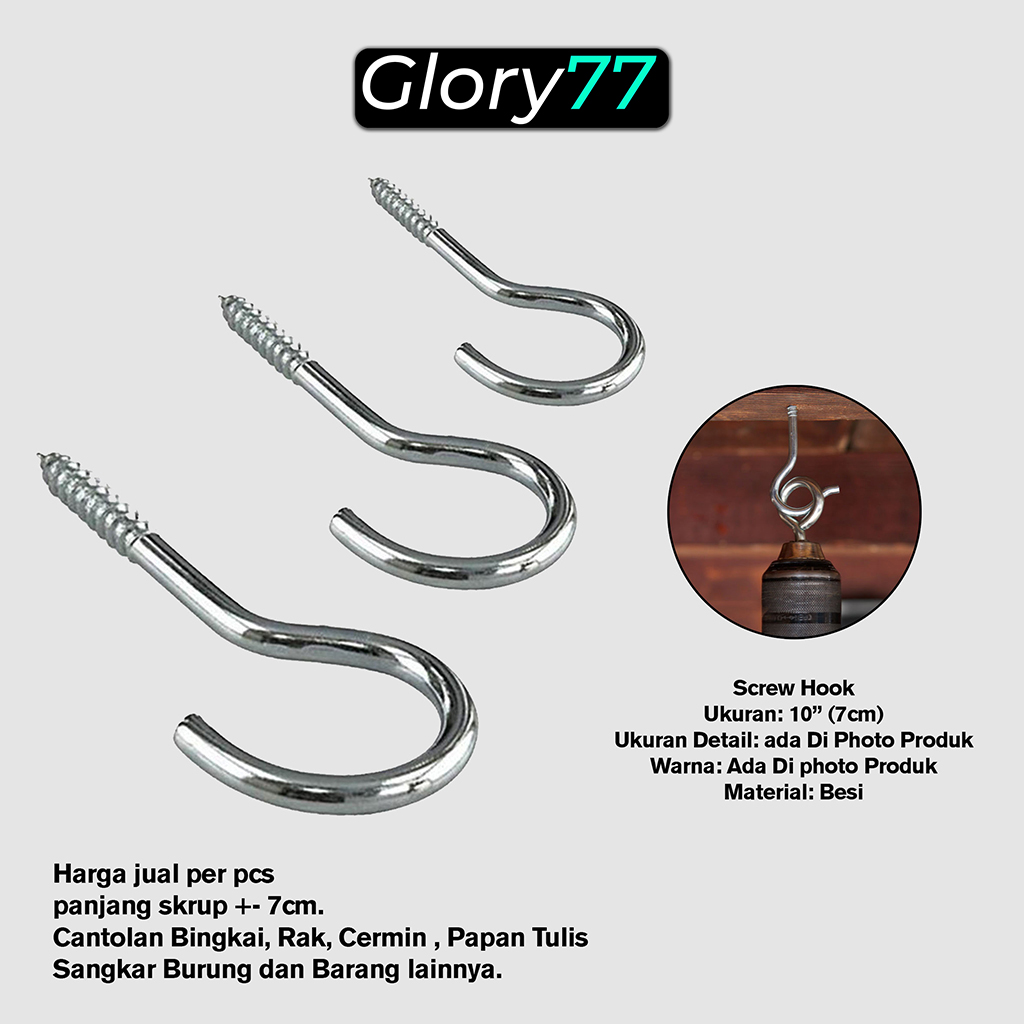 Glory77
Screw Hook
Ukuran: 10” (7cm)
Ukuran Detail: ada Di Photo Produk
Warna: Ada Di photo Produk
Material: Besi
Harga jual per pcs
panjang skrup +- 7cm.
Cantolan Bingkai, Rak, Cermin , Papan Tulis
Sangkar Burung dan Barang lainnya.